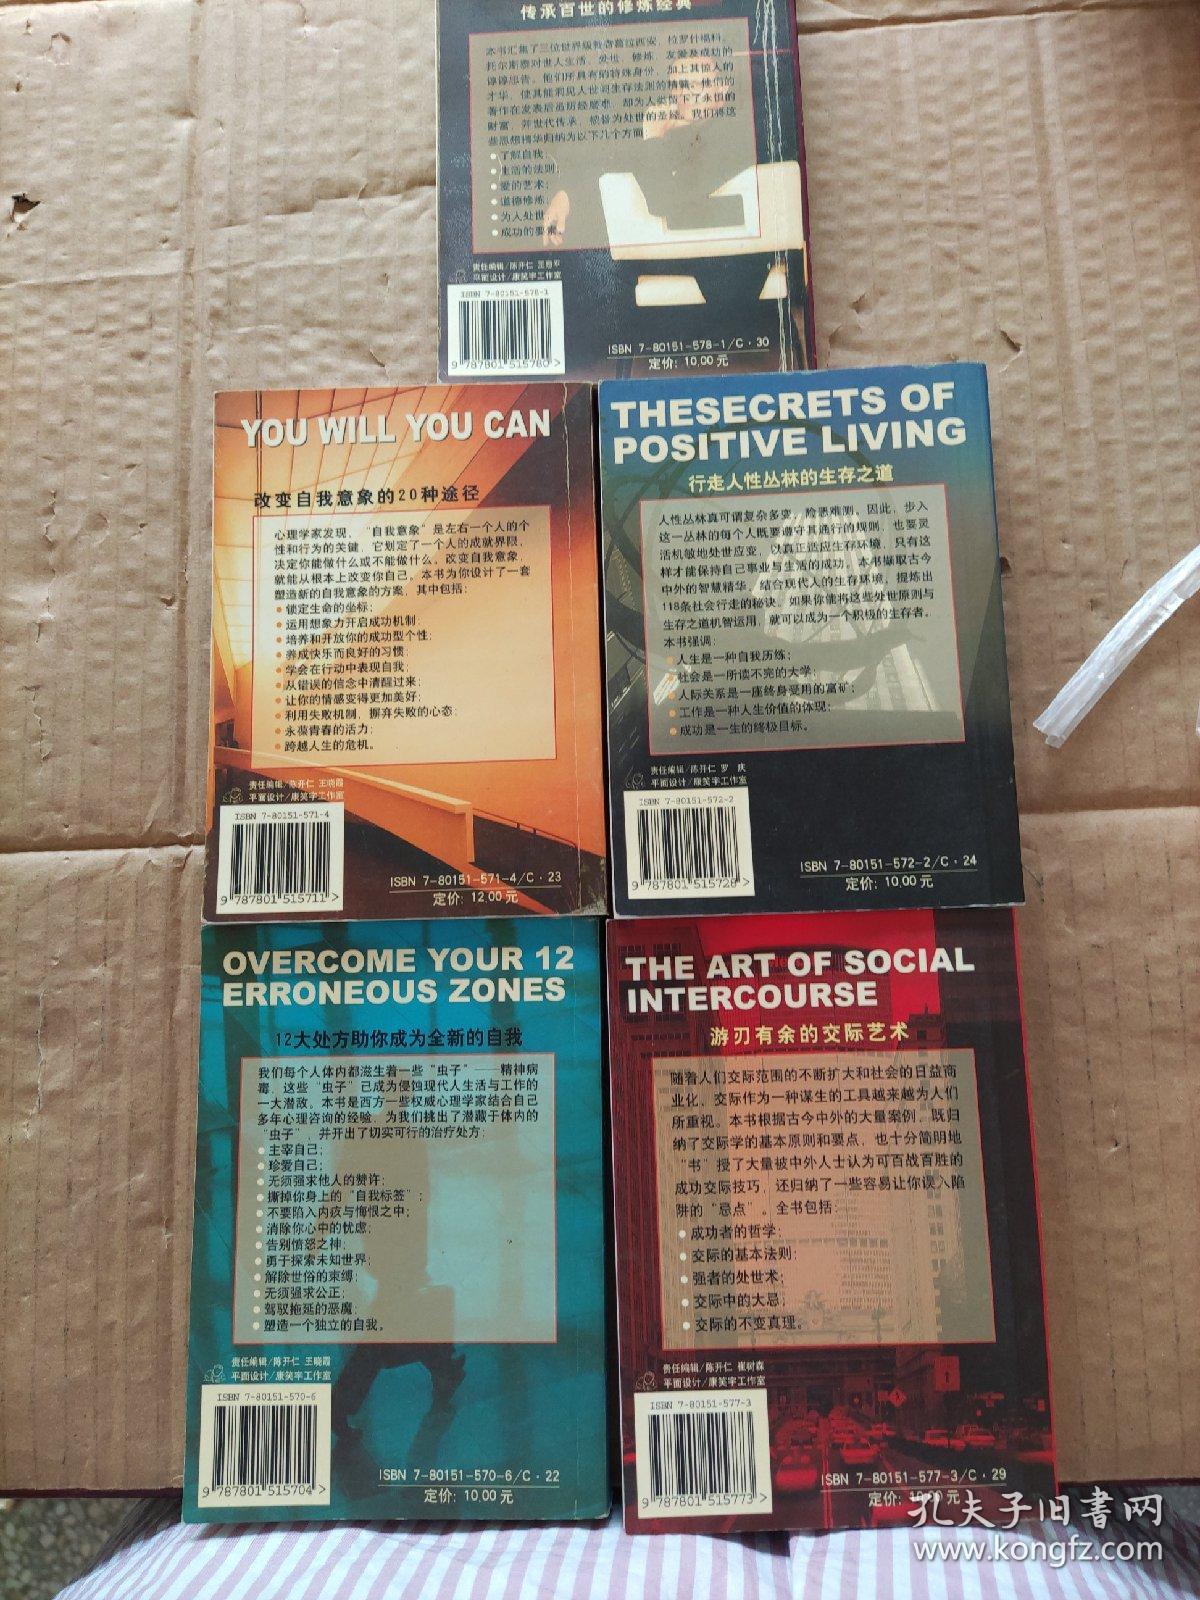 传承百世的修炼经典
本书汇集了三位世界级智者葛拉西安、拉罗什福科、
托尔斯泰对世人生活、处世、修炼、友爱及成功的
谆谆忠告。他们所具有的特殊身份，加上其惊人的
才华，使其能洞见人世间生存法则的精髓。他们的
著作在发表后虽历经磨难，却为人类留下了永恒的
财富，并世代传承，被誉为处世的圣经。我们将这
些思想精华归纳为以下几个方面
●了解自我；
●生活的法则；
●爱的艺术；
●道德修炼；
●为人处世；
●成功的要素。
责任编辑/陈开仁
平面设计/康笑宇工作室
ISBN 7-80151-578-1
9 787801 515780>
ISBN 7-80151-578-1/C·30
定价：10.00元
YOU WILL YOU CAN
改变自我意象的20种途径
心理学家发现，“自我意象”是左右一个人的个
性和行为的关键，它划定了一个人的成就界限，
决定你能做什么或不能做什么。改变自我意象，
就能从根本上改变你自己。本书为你设计了一套
塑造新的自我意象的方案，其中包括：
●锁定生命的坐标；
●运用想象力开启成功机制；
●培养和开放你的成功型个性；
●养成快乐而良好的习惯；
●学会在行动中表现自我；
●从错误的信念中清醒过来；
●让你的情感变得更加美好；
●利用失败机制，摒弃失败的心态；
●永葆青春的活力；
●跨越人生的危机。
责任编辑/陈开仁 王晓霞
平面设计/康笑宇工作室
ISBN 7-80151-571-4
9 787801 515711>
ISBN 7-80151-571-4/C·23
定价：12.00元
THESECRETS OF
POSITIVE LIVING
行走人性丛林的生存之道
人性丛林真可谓复杂多变、险恶难测。因此，步入
这一丛林的每个人既要遵守其通行的规则，也要灵
活机敏地处世应变，以真正适应生存环境，只有这
样才能保持自己事业与生活的成功。本书撷取古今
中外的智慧精华，结合现代人的生存环境，提炼出
118条社会行走的秘诀。如果你能将这些处世原则与
生存之道机智运用，就可以成为一个积极的生存者。
本书强调：
●人生是一种自我历练；
●社会是一所读不完的大学；
●人际关系是一座终身受用的富矿；
●工作是一种人生价值的体现；
●成功是一生的终极目标。
责任编辑/陈开仁 罗 庆
平面设计/康笑宇工作室
ISBN 7-80151-572-2
9 787801 515728>
ISBN 7-80151-572-2/C·24
定价：10.00元
OVERCOME YOUR 12
ERRONEOUS ZONES
12大处方助你成为全新的自我
我们每个人体内都滋生着一些“虫子”——精神病
毒，这些“虫子”已成为侵蚀现代人生活与工作的
一大潜敌。本书是西方一些权威心理学家结合自己
多年心理咨询的经验，为我们挑出了潜藏于体内的
“虫子”，并开出了切实可行的治疗处方：
●主宰自己；
●珍爱自己；
●无须强求他人的赞许；
●撕掉你身上的“自我标签”；
●不要陷入内疚与悔恨之中；
●消除你心中的忧虑；
●告别愤怒之神；
●勇于探索未知世界；
●解除世俗的束缚；
●无须强求公正；
●驾驭拖延的恶魔；
●塑造一个独立的自我。
责任编辑/陈开仁 王晓霞
平面设计/康笑宇工作室
ISBN 7-80151-570-6
9 787801 515704>
ISBN 7-80151-570-6/C·22
定价：10.00元
THE ART OF SOCIAL
INTERCOURSE
游刃有余的交际艺术
随着人们交际范围的不断扩大和社会的日益商
业化，交际作为一种谋生的工具越来越为人们
所重视。本书根据古今中外的大量案例，既归
纳了交际学的基本原则和要点，也十分简明地
“书”授了大量被中外人士认为可百战百胜的
成功交际技巧，还归纳了一些容易让你误入陷
阱的“忌点”。全书包括：
●成功者的哲学；
●交际的基本法则；
●强者的处世术；
●交际中的大忌；
●交际的不变真理。
责任编辑/陈开仁 崔树森
平面设计/康笑宇工作室
ISBN 7-80151-577-3
9 787801 515773>
ISBN 7-80151-577-3/C·29
定价：10.00元
孔夫子旧書网
www.kongfz.com